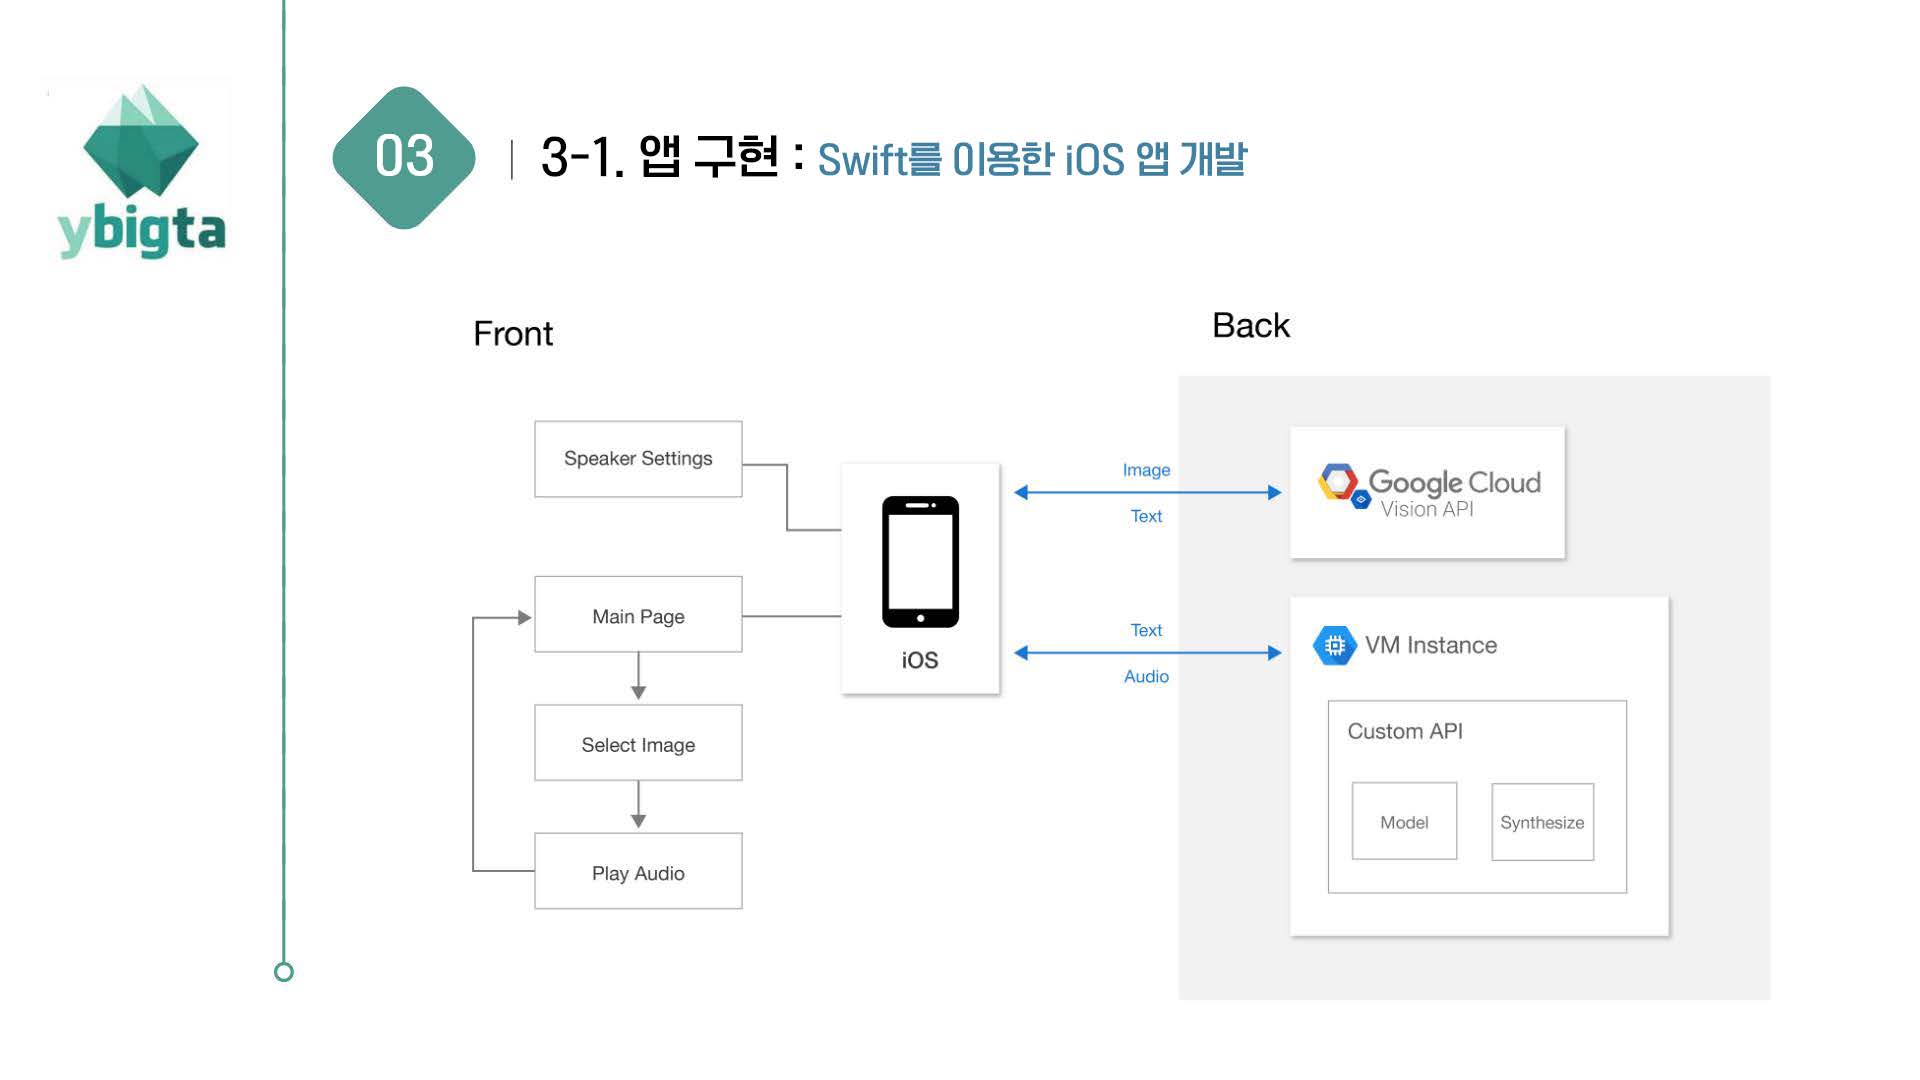 ybigta
03
3-1. 앱 구현 : Swift를 이용한 iOS 앱 개발
Front
Back
Speaker Settings
Main Page
Select Image
Play Audio
iOS
Image
Text
Text
Audio
Google Cloud
Vision API
VM Instance
Custom API
Model
Synthesize